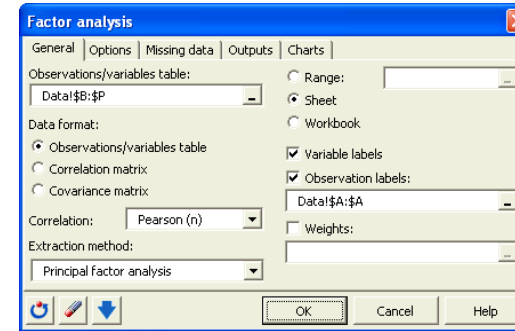 Factor analysis
General Options Missing data Outputs Charts
Observations/variables table:
Data!$B:$P
Data format:
Observations/variables table
Correlation matrix
Covariance matrix
Correlation: Pearson (n)
Extraction method:
Principal factor analysis
Range:
Sheet
Workbook
Variable labels
Observation labels:
Data!$A:$A
Weights:
OK Cancel Help